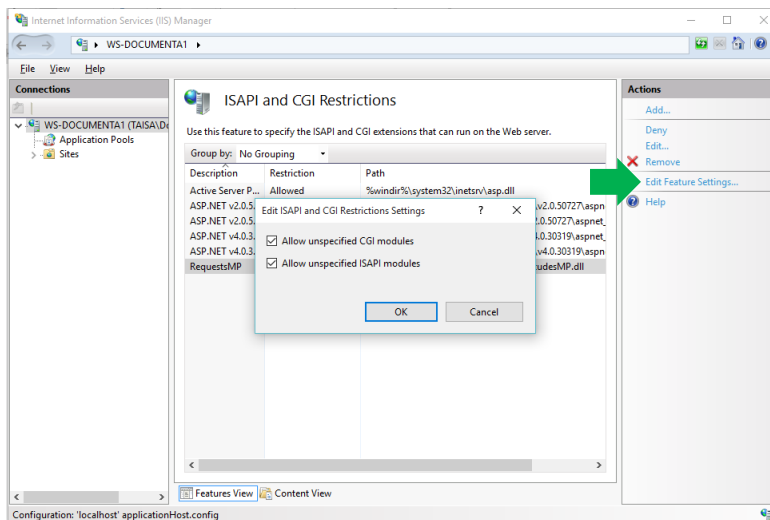 Internet Information Services (IIS) Manager
WS-DOCUMENTA1
File View Help
Connections
WS-DOCUMENTA1 (TAISA\Do
Application Pools
Sites
ISAPI and CGI Restrictions
Use this feature to specify the ISAPI and CGI extensions that can run on the Web server.
Group by: No Grouping
Description Restriction Path
Active Server P... Allowed %windir%\system32\inetsrv\asp.dll
ASP.NET v2.0.5. \v2.0.50727\aspn
ASP.NET v2.0.5. 2.0.50727\aspnet_
ASP.NET v4.0.3. 4.0.30319\aspnet_
ASP.NET v4.0.3. \v4.0.30319\aspn
RequestsMP udesMP.dll
Edit ISAPI and CGI Restrictions Settings ?
Allow unspecified CGI modules
Allow unspecified ISAPI modules
OK Cancel
Features View Content View
Actions
Add...
Deny
Edit...
Remove
Edit Feature Settings...
Help
Configuration: 'localhost' applicationHost.config